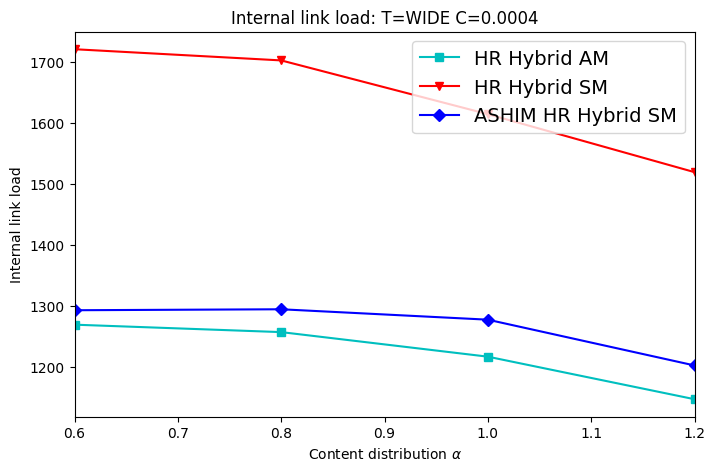 Internal link load: T=WIDE C=0.0004
HR Hybrid AM
HR Hybrid SM
ASHIM HR Hybrid SM
Internal link load
1700
1600
1500
1400
1300
1200
0.6 0.7 0.8 0.9 1.0 1.1 1.2
Content distribution α